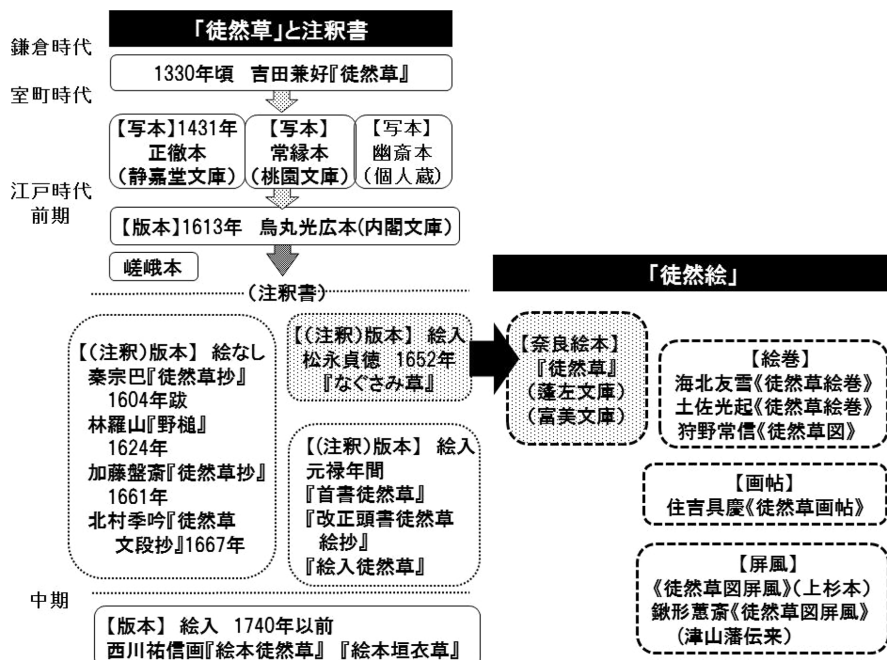 「徒然草」と注釈書
鎌倉時代
1330年頃 吉田兼好『徒然草』
室町時代
【写本】1431年
正徹本
(静嘉堂文庫)
【写本】
常縁本
(桃園文庫)
【写本】
幽斎本
(個人蔵)
江戸時代
前期
【版本】1613年 烏丸光広本(内閣文庫)
嵯峨本
(注釈書)
【(注釈)版本】 絵なし
秦宗巴『徒然草抄』
1604年跋
林羅山『野槌』
1624年
加藤盤斎『徒然草抄』
1661年
北村季吟『徒然草
文段抄』1667年
【(注釈)版本】 絵入
松永貞徳 1652年
『なぐさみ草』
【(注釈)版本】 絵入
元禄年間
『首書徒然草』
『改正頭書徒然草
絵抄』
『絵入徒然草』
「徒然絵」
【奈良絵本】
『徒然草』
(蓬左文庫)
(富美文庫)
【絵巻】
海北友雪《徒然草絵巻》
土佐光起《徒然草絵巻》
狩野常信《徒然草図》
【画帖】
住吉具慶《徒然草画帖》
【屏風】
《徒然草図屏風》(上杉本)
鍬形蕙斎《徒然草図屏風》
(津山藩伝来)
中期
【版本】 絵入 1740年以前
西川祐信画『絵本徒然草』『絵本垣衣草』